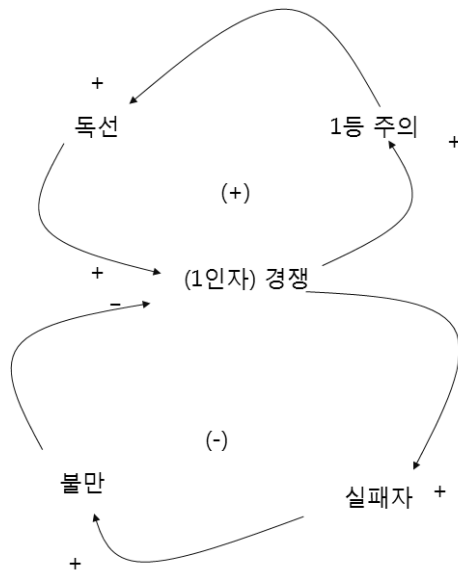 +
독선
1등 주의
+
(+)
+
(1인자) 경쟁
−
(-)
불만
실패자
+
+